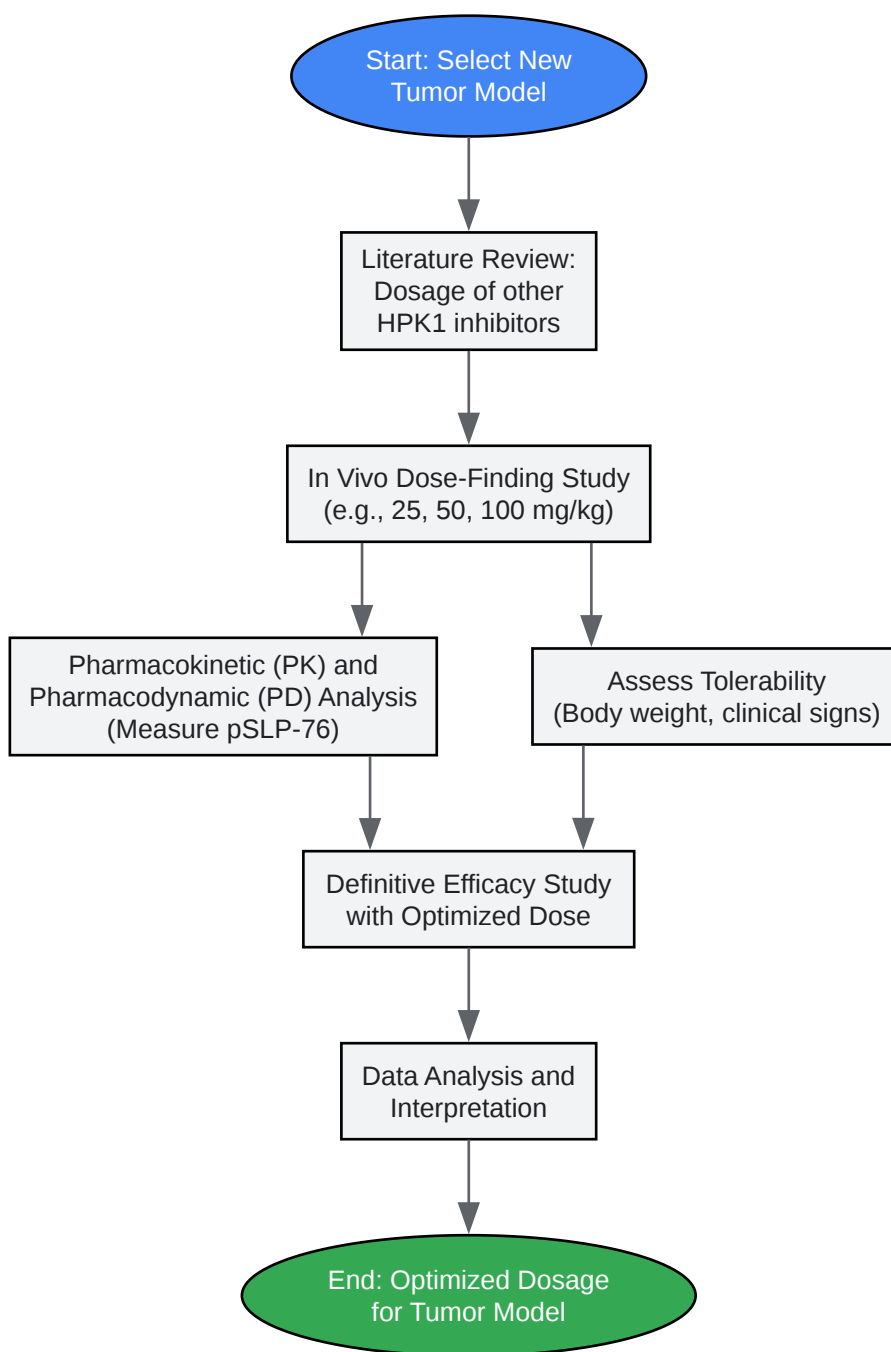 Start: Select New
Tumor Model
Literature Review:
Dosage of other
HPK1 inhibitors
In Vivo Dose-Finding Study
(e.g., 25, 50, 100 mg/kg)
Pharmacokinetic (PK) and
Pharmacodynamic (PD) Analysis
(Measure pSLP-76)
Assess Tolerability
(Body weight, clinical signs)
Definitive Efficacy Study
with Optimized Dose
Data Analysis and
Interpretation
End: Optimized Dosage
for Tumor Model